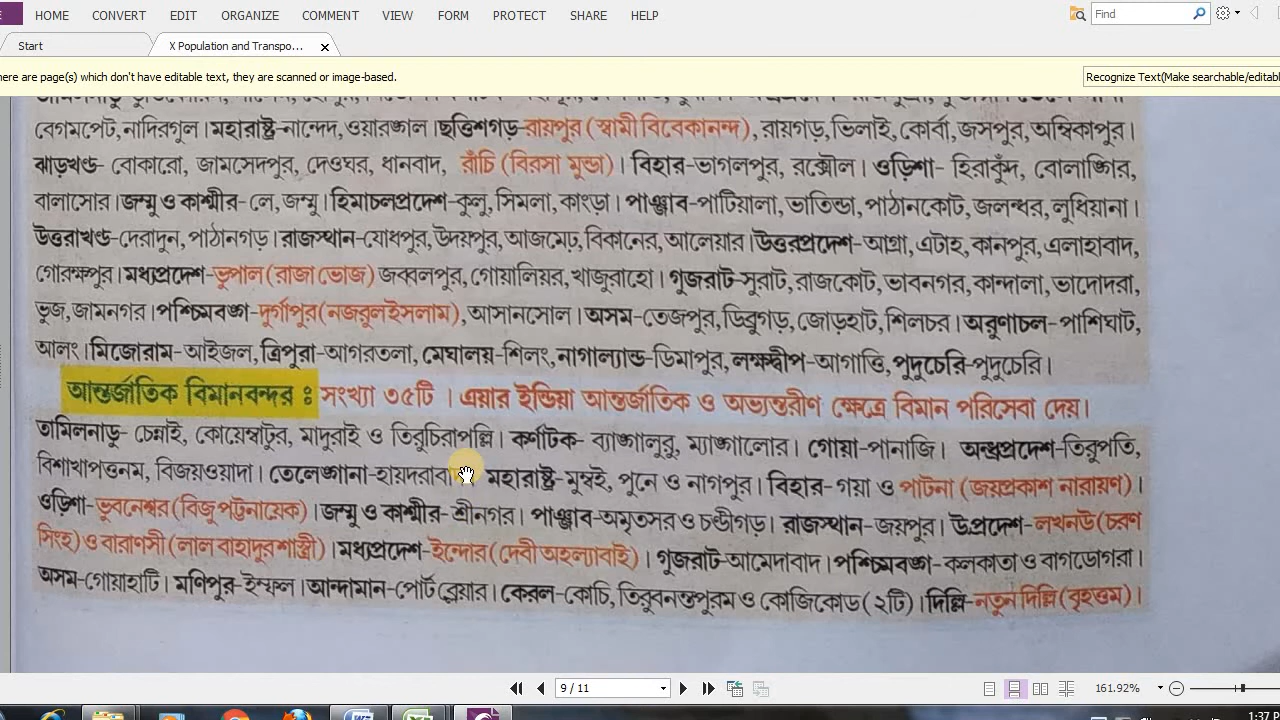 HOME CONVERT EDIT ORGANIZE COMMENT VIEW FORM PROTECT SHARE HELP Find
Start X Population and Transpo... x
here are page(s) which don't have editable text, they are scanned or image-based. Recognize Text(Make searchable/editabl
বেগমপেট,নাদিরগুল।মহারাষ্ট্র-নান্দেদ,ওয়ারঙ্গাল।ছত্তিশগড়-রায়পুর(স্বামী বিবেকানন্দ),রায়গড়,ভিলাই,কোর্বা,জসপুর,অম্বিকাপুর।
ঝাড়খণ্ড- বোকারো, জামসেদপুর, দেওঘর, ধানবাদ, রাঁচি (বিরসা মুন্ডা)। বিহার-ভাগলপুর, রক্সৌল। ওড়িশা- হিরাকুঁদ, বোলাঙ্গির,
বালাসোর।জম্মু ও কাশ্মীর-লে,জম্মু।হিমাচলপ্রদেশ-কুলু,সিমলা,কাংড়া। পাঞ্জাব-পাটিয়ালা,ভাতিন্ডা,পাঠানকোট,জলন্ধর,লুধিয়ানা।
উত্তরাখণ্ড-দেরাদুন,পাঠানগড়।রাজস্থান-যোধপুর,উদয়পুর,আজমেঢ়,বিকানের,আলেয়ার।উত্তরপ্রদেশ-আগ্রা,এটাহ,কানপুর,এলাহাবাদ,
গোরক্ষপুর।মধ্যপ্রদেশ-ভুপাল(রাজা ভোজ)জব্বলপুর,গোয়ালিয়র,খাজুরাহো। গুজরাট-সুরাট,রাজকোট,ভাবনগর,কান্দালা,ভাদোদরা,
ভুজ,জামনগর।পশ্চিমবঙ্গ-দুর্গাপুর(নজরুলইসলাম),আসানসোল।অসম-তেজপুর,ডিব্রুগড়,জোড়হাট,শিলচর।অরুণাচল-পাশিঘাট,
আলং।মিজোরাম-আইজল,ত্রিপুরা-আগরতলা,মেঘালয়-শিলং,নাগাল্যান্ড-ডিমাপুর,লক্ষদ্বীপ-আগাত্তি,পুদুচেরি-পুদুচেরি।
আন্তর্জাতিক বিমানবন্দর ঃ সংখ্যা ৩৫টি । এয়ার ইন্ডিয়া আন্তর্জাতিক ও অভ্যন্তরীণ ক্ষেত্রে বিমান পরিসেবা দেয়।
তামিলনাড়ু- চেন্নাই, কোয়েম্বাটুর, মাদুরাই ও তিরুচিরাপল্লি। কর্ণাটক- ব্যাঙ্গালুরু, ম্যাঙ্গালোর। গোয়া-পানাজি। অন্ধ্রপ্রদেশ-তিরুপতি,
বিশাখাপত্তনম, বিজয়ওয়াদা। তেলেঙ্গানা-হায়দরাবাদ মহারাষ্ট্র-মুম্বই, পুনে ও নাগপুর। বিহার-গয়া ও পাটনা (জয়প্রকাশ নারায়ণ)।
ওড়িশা-ভুবনেশ্বর(বিজু পট্টনায়েক)।জম্মু ও কাশ্মীর-শ্রীনগর। পাঞ্জাব-অমৃতসর ও চন্ডীগড়। রাজস্থান-জয়পুর। উপ্রদেশ-লখনউ(চরণ
সিংহ) ও বারাণসী(লাল বাহাদুরশাস্ত্রী)।মধ্যপ্রদেশ-ইন্দোর(দেবী অহল্যাবাই)। গুজরাট-আমেদাবাদ।পশ্চিমবঙ্গ-কলকাতা ও বাগডোগরা।
অসম-গোয়াহাটি। মণিপুর-ইম্ফল।আন্দামান-পোর্ট ব্লেয়ার। কেরল-কোচি,তিরুবনন্তপুরম ও কোজিকোড(২টি)।দিল্লি-নতুন দিল্লি(বৃহত্তম)।
9 / 11 161.92%
1:37 P